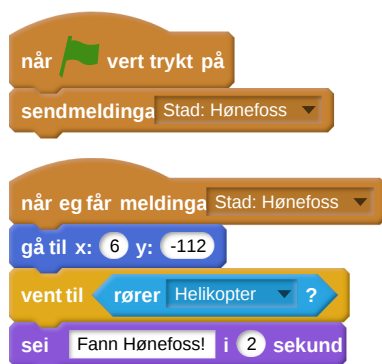 når vert trykt på
sendmeldinga Stad: Hønefoss
når eg får meldinga Stad: Hønefoss
gå til x: 6 y: -112
vent til rører Helikopter ?
sei Fann Hønefoss! i 2 sekund